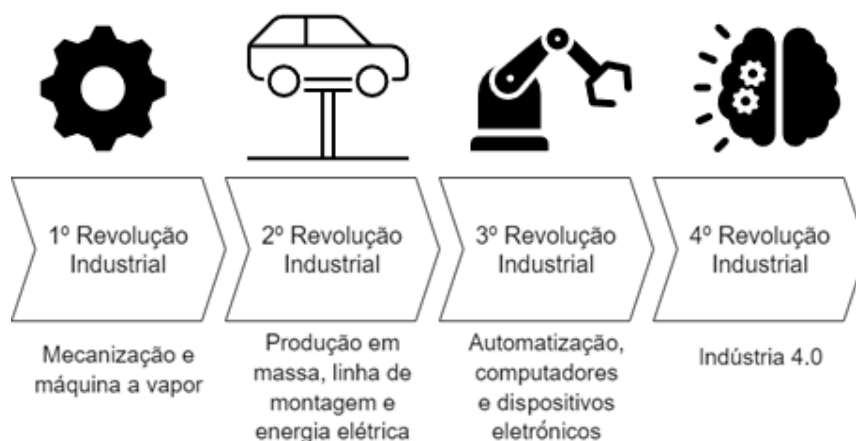 1º Revolução
Industrial
2º Revolução
Industrial
3º Revolução
Industrial
4º Revolução
Industrial
Mecanização e
máquina a vapor
Produção em
massa, linha de
montagem e
energia elétrica
Automatização,
computadores
e dispositivos
eletrónicos
Indústria 4.0